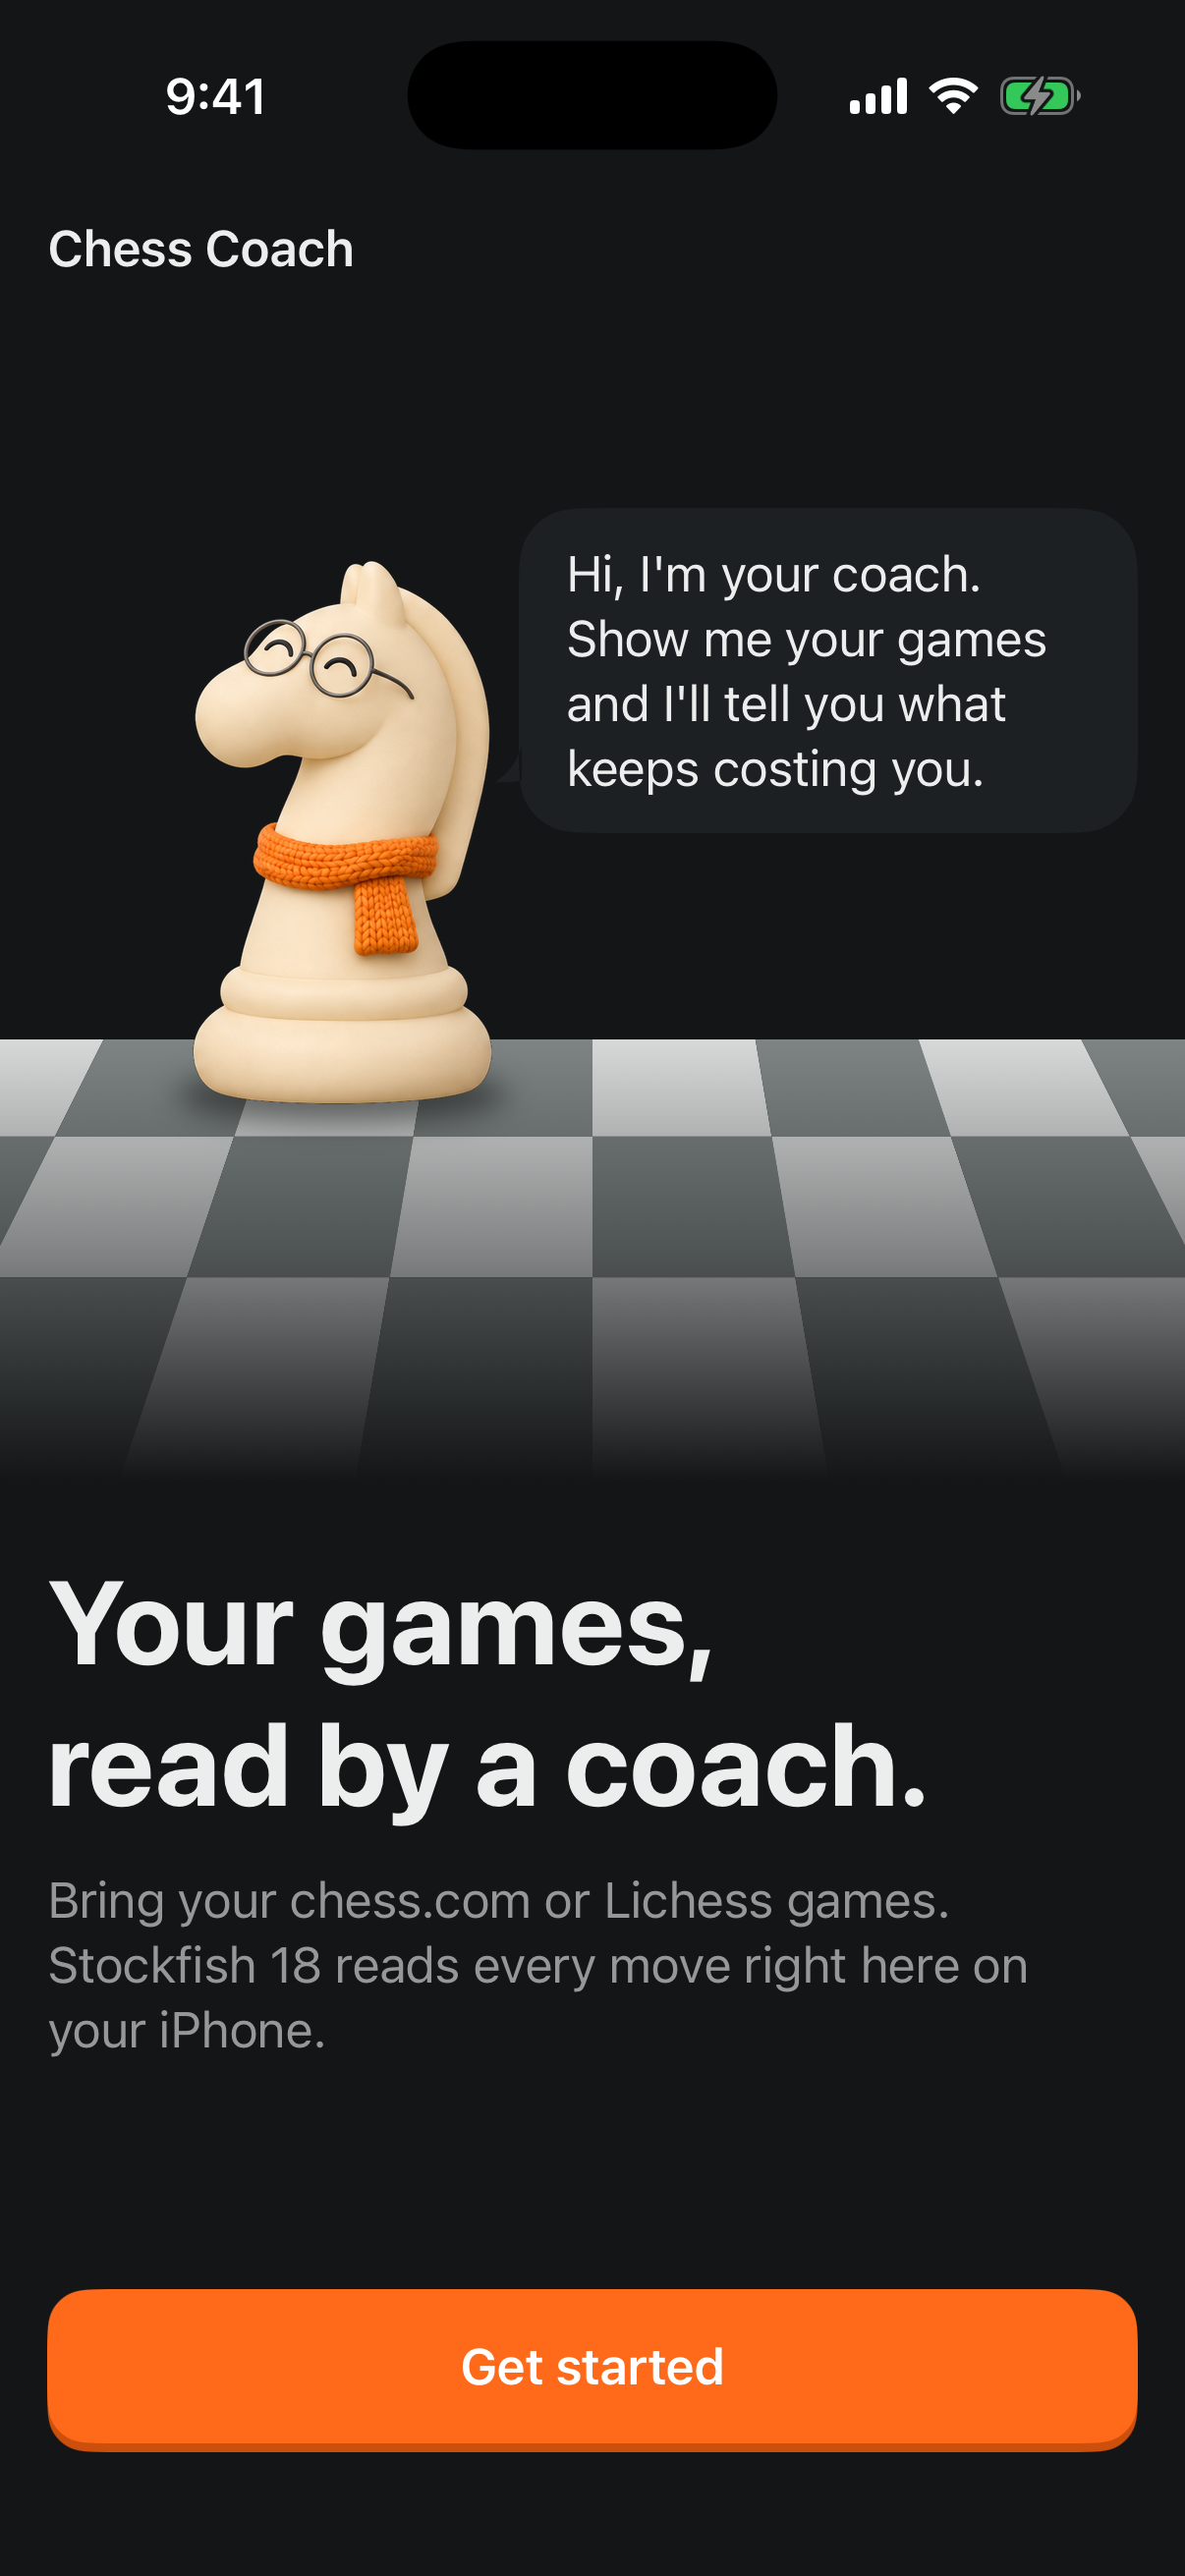 9:41
Chess Coach
Hi, I'm your coach.
Show me your games
and I'll tell you what
keeps costing you.
Your games,
read by a coach.
Bring your chess.com or Lichess games.
Stockfish 18 reads every move right here on
your iPhone.
Get started